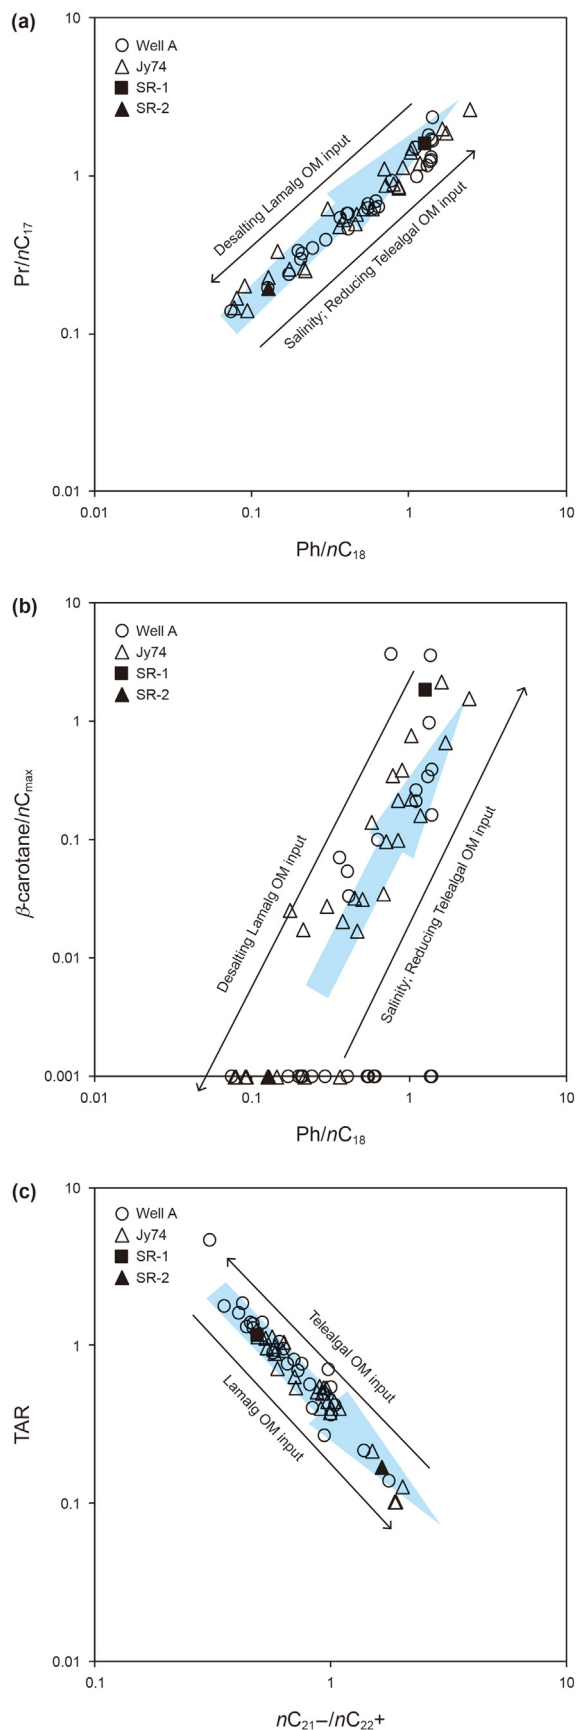 (a)
10
Well A
Jy74
SR-1
SR-2
Desalting Lamalg OM input
1
Pr/nC17
Salinity; Reducing Telealgal OM input
0.1
0.01
0.01
0.1
1
10
Ph/nC18
(b)
10
Well A
Jy74
SR-1
SR-2
1
β-carotane/nCmax
0.1
Desalting Lamalg OM input
Salinity; Reducing Telealgal OM input
0.01
0.001
0.01
0.1
1
10
Ph/nC18
(c)
10
Well A
Jy74
SR-1
SR-2
Telealgal OM input
1
TAR
Lamalg OM input
0.1
0.01
0.1
1
10
nC21−/nC22+